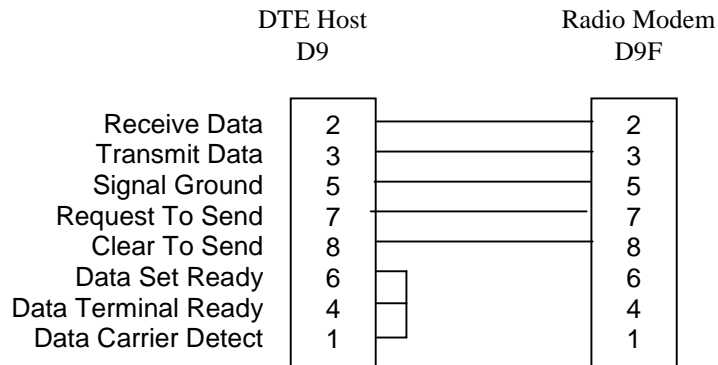 DTE Host Radio Modem
D9 D9F
Receive Data 2 2
Transmit Data 3 3
Signal Ground 5 5
Request To Send 7 7
Clear To Send 8 8
Data Set Ready 6 6
Data Terminal Ready 4 4
Data Carrier Detect 1 1